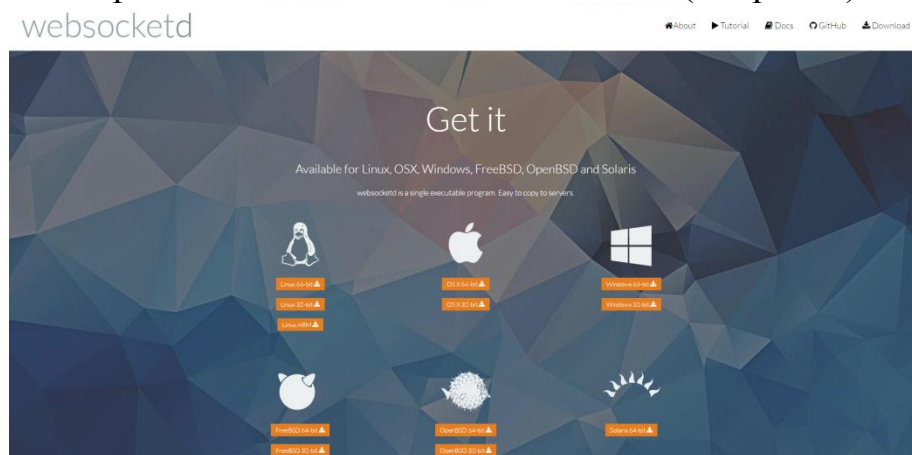 websocketd
About Tutorial Docs GitHub Download
Get it
Available for Linux, OSX, Windows, FreeBSD, OpenBSD and Solaris
websocketd is a single executable program. Easy to copy to servers.
Linux 64-bit OS X 64-bit Windows 64-bit
Linux 32-bit OS X 32-bit Windows 32-bit
Linux ARM
FreeBSD 64-bit OpenBSD 64-bit Solaris 64-bit
FreeBSD 32-bit OpenBSD 32-bit